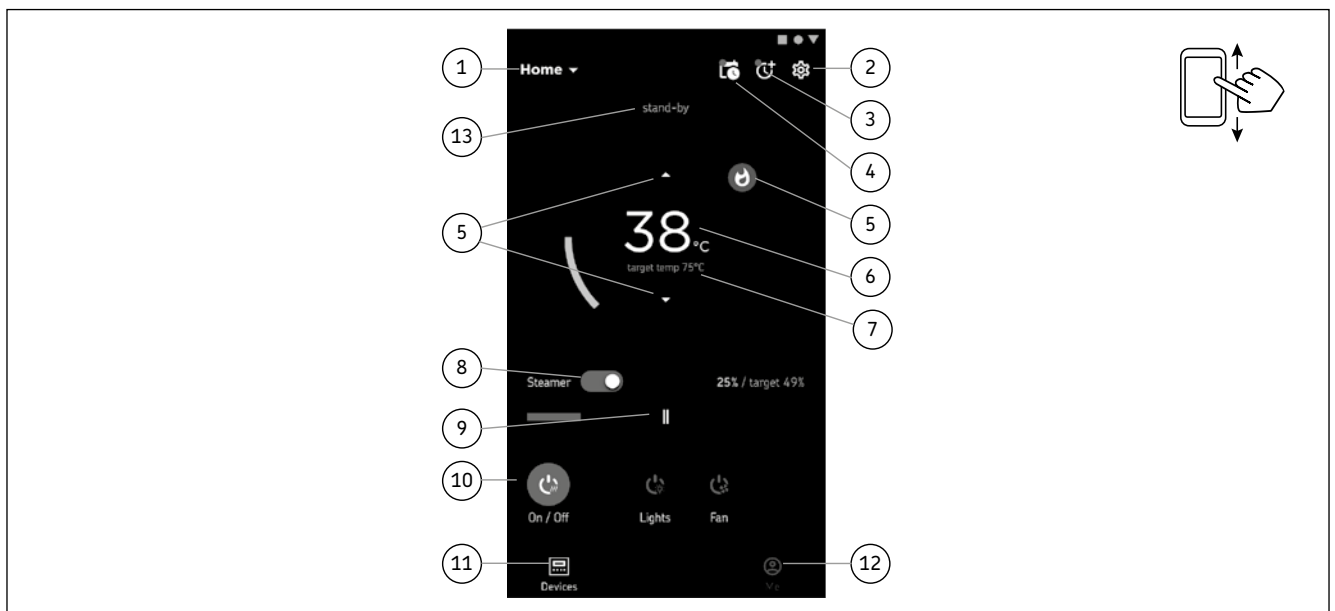 1
Home
2
stand-by
3
13
4
5
5
38°C
6
target temp 75°C
7
8
Steamer
25% / target 49%
9
10
On / Off
Lights
Fan
11
12
Devices
Me